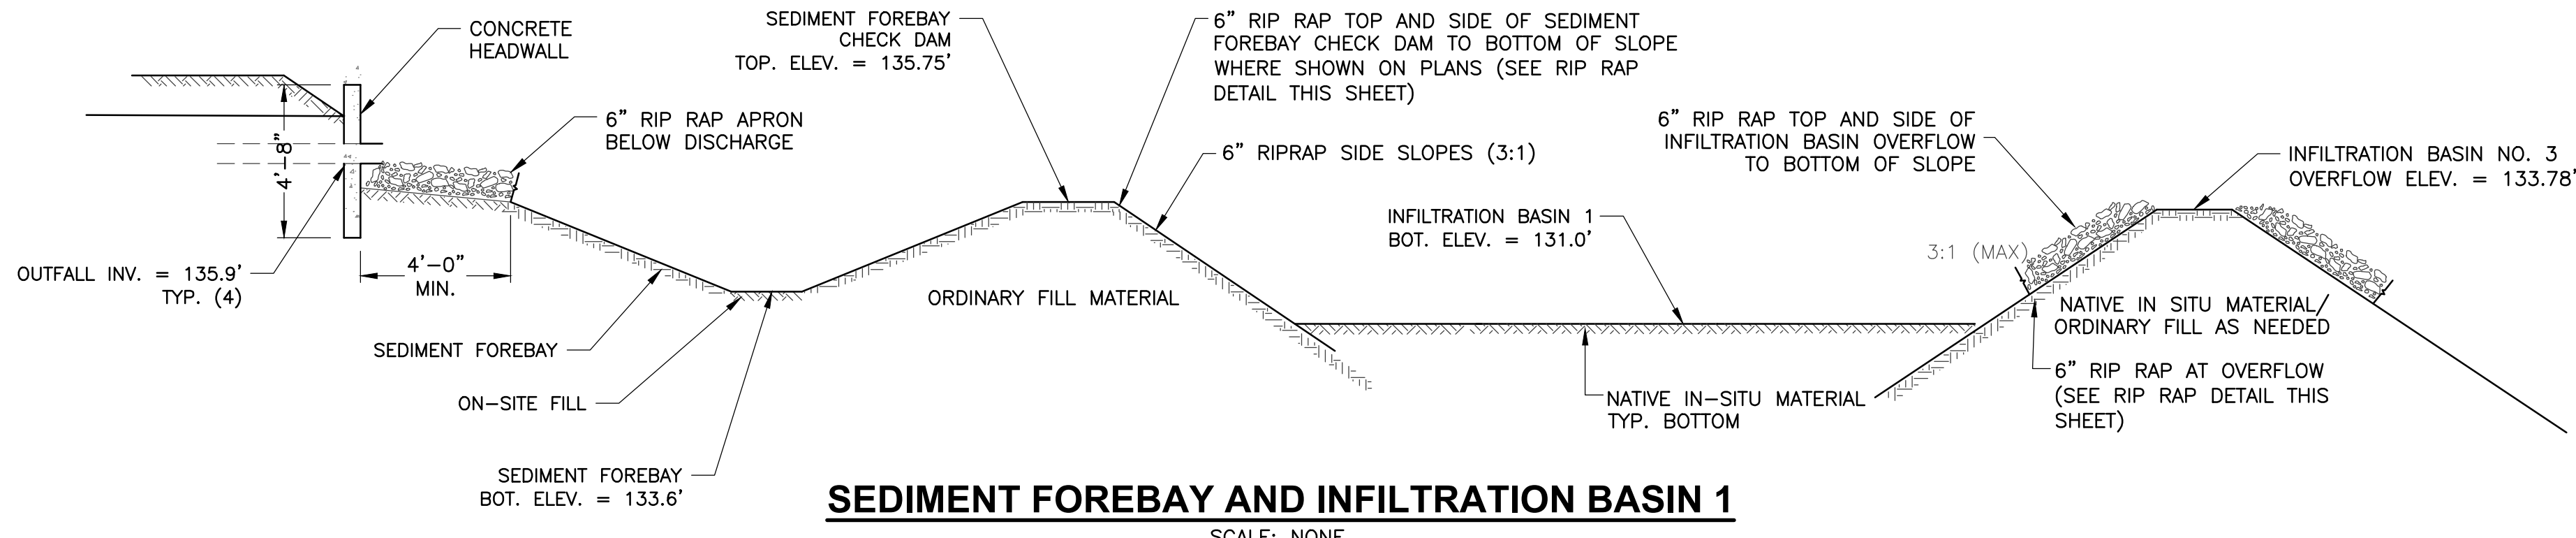 CONCRETE
HEADWALL
4'-8"
6” RIP RAP APRON
BELOW DISCHARGE
OUTFALL INV. = 135.9’
TYP. (4)
4’-0”
MIN.
SEDIMENT FOREBAY
ON-SITE FILL
SEDIMENT FOREBAY
BOT. ELEV. = 133.6’
SEDIMENT FOREBAY
CHECK DAM
TOP. ELEV. = 135.75’
6” RIP RAP TOP AND SIDE OF SEDIMENT
FOREBAY CHECK DAM TO BOTTOM OF SLOPE
WHERE SHOWN ON PLANS (SEE RIP RAP
DETAIL THIS SHEET)
6” RIPRAP SIDE SLOPES (3:1)
ORDINARY FILL MATERIAL
INFILTRATION BASIN 1
BOT. ELEV. = 131.0’
NATIVE IN-SITU MATERIAL
TYP. BOTTOM
6” RIP RAP TOP AND SIDE OF
INFILTRATION BASIN OVERFLOW
TO BOTTOM OF SLOPE
3:1 (MAX)
INFILTRATION BASIN NO. 3
OVERFLOW ELEV. = 133.78’
NATIVE IN SITU MATERIAL/
ORDINARY FILL AS NEEDED
6” RIP RAP AT OVERFLOW
(SEE RIP RAP DETAIL THIS
SHEET)
SEDIMENT FOREBAY AND INFILTRATION BASIN 1
SCALE: NONE